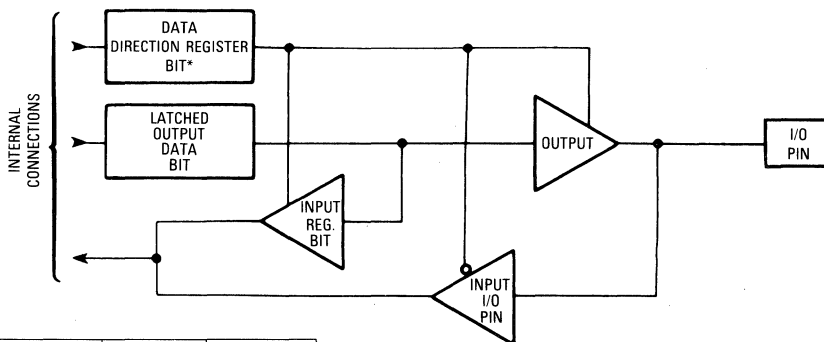 DATA
DIRECTION REGISTER
BIT*
INTERNAL
CONNECTIONS
LATCHED
OUTPUT
DATA
BIT
OUTPUT
I/O
PIN
INPUT
REG.
BIT
INPUT
I/O
PIN